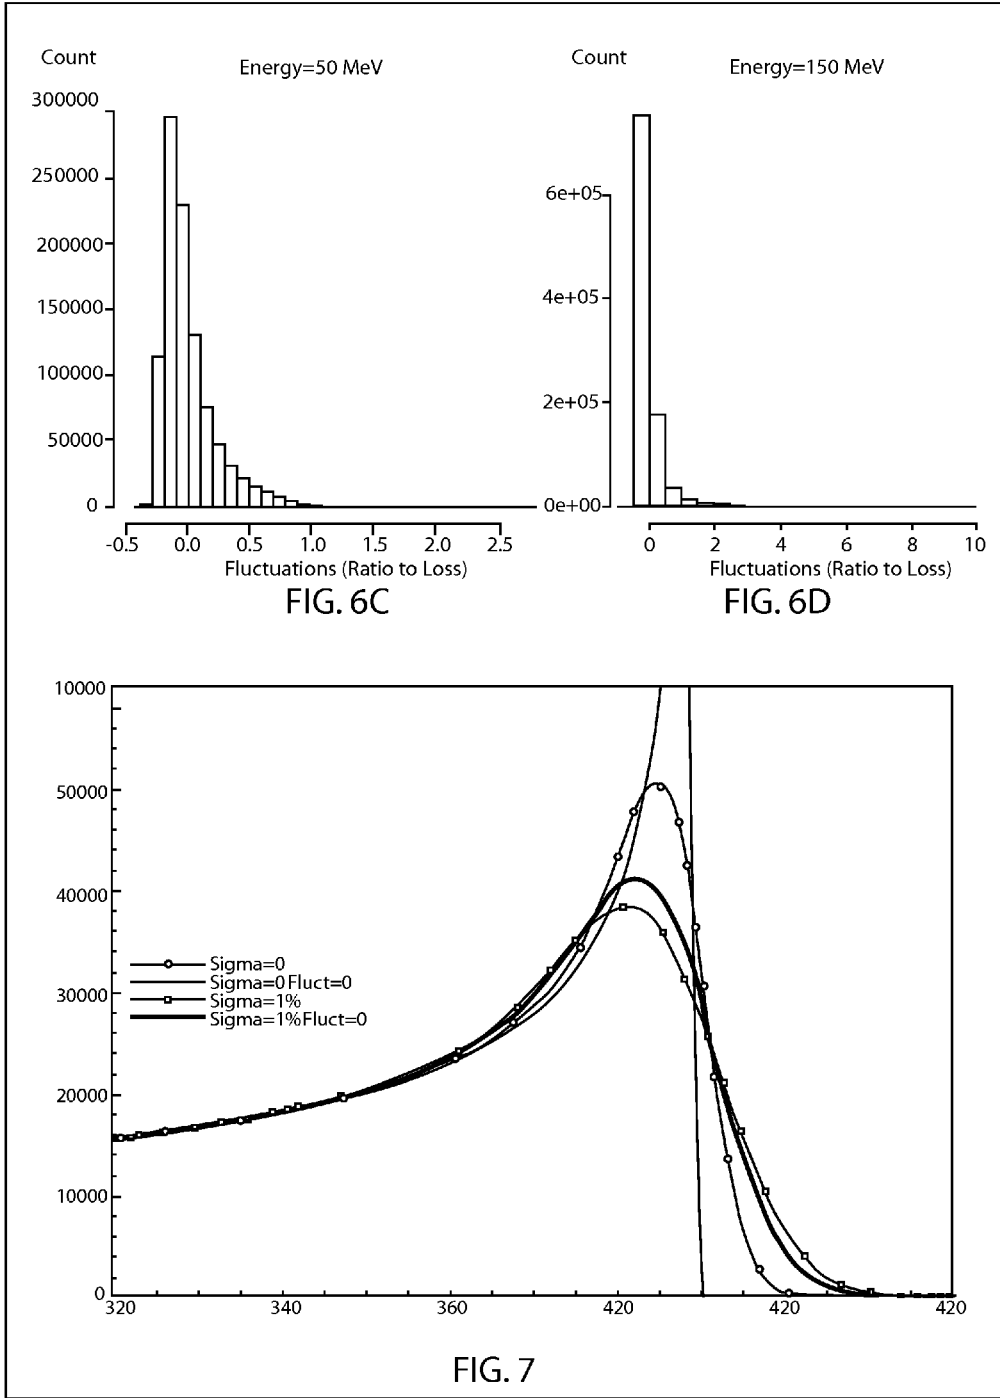 Count
Energy=50 MeV
300000
250000
200000
150000
100000
50000
0
-0.5 0.0 0.5 1.0 1.5 2.0 2.5
Fluctuations (Ratio to Loss)
FIG. 6C
Count
Energy=150 MeV
6e+05
4e+05
2e+05
0e+00
0 2 4 6 8 10
Fluctuations (Ratio to Loss)
FIG. 6D
10000
50000
40000
30000
20000
10000
0
Sigma=0
Sigma=0 Fluct=0
Sigma=1%
Sigma=1%Fluct=0
320 340 360 420 420 420
FIG. 7